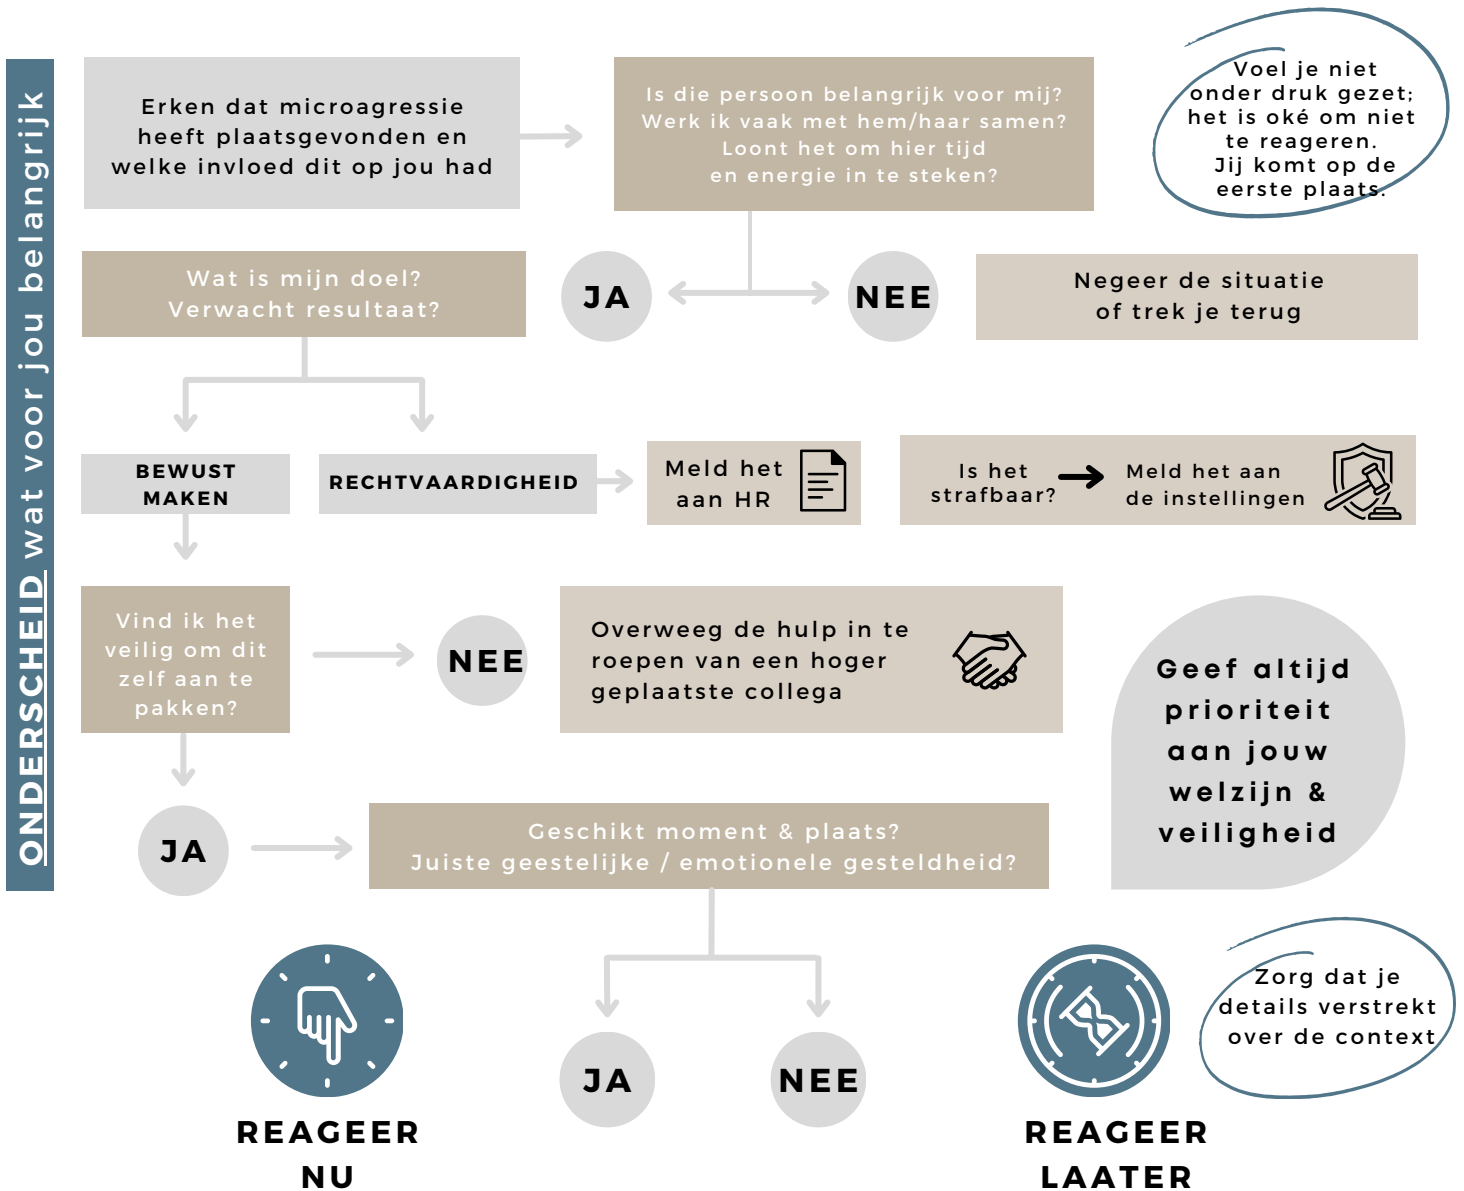 ONDERSCHEID wat voor jou belangrijk
Erken dat microagressie
heeft plaatsgevonden en
welke invloed dit op jou had
Is die persoon belangrijk voor mij?
Werk ik vaak met hem/haar samen?
Loont het om hier tijd
en energie in te steken?
Voel je niet
onder druk gezet;
het is oké om niet
te reageren.
Jij komt op de
eerste plaats.
Wat is mijn doel?
Verwacht resultaat?
JA
NEE
Negeer de situatie
of trek je terug
BEWUST
MAKEN
RECHTVAARDIGHEID
Meld het
aan HR
Is het
strafbaar?
Meld het aan
de instellingen
Vind ik het
veilig om dit
zelf aan te
pakken?
NEE
Overweeg de hulp in te
roepen van een hoger
geplaatste collega
Geef altijd
prioriteit
aan jouw
welzijn &
veiligheid
JA
Geschikt moment & plaats?
Juiste geestelijke / emotionele gesteldheid?
JA
NEE
REAGEER
NU
REAGEER
LAATER
Zorg dat je
details verstrekt
over de context